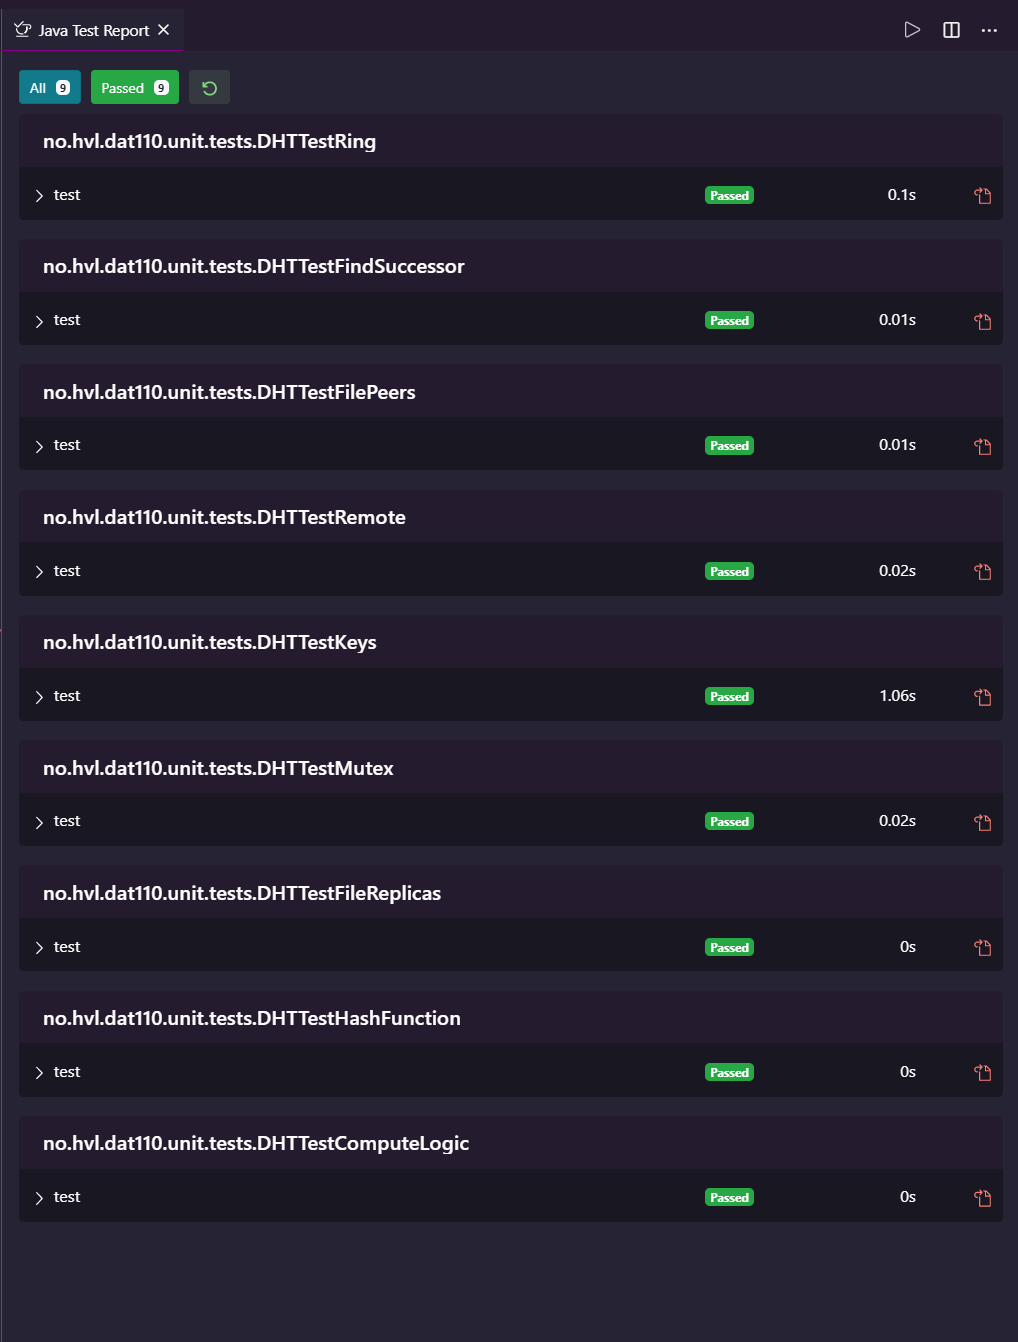 Java Test Report
All 9 Passed 9
no.hvl.dat110.unit.tests.DHTTestRing
test Passed 0.1s
no.hvl.dat110.unit.tests.DHTTestFindSuccessor
test Passed 0.01s
no.hvl.dat110.unit.tests.DHTTestFilePeers
test Passed 0.01s
no.hvl.dat110.unit.tests.DHTTestRemote
test Passed 0.02s
no.hvl.dat110.unit.tests.DHTTestKeys
test Passed 1.06s
no.hvl.dat110.unit.tests.DHTTestMutex
test Passed 0.02s
no.hvl.dat110.unit.tests.DHTTestFileReplicas
test Passed 0s
no.hvl.dat110.unit.tests.DHTTestHashFunction
test Passed 0s
no.hvl.dat110.unit.tests.DHTTestComputeLogic
test Passed 0s